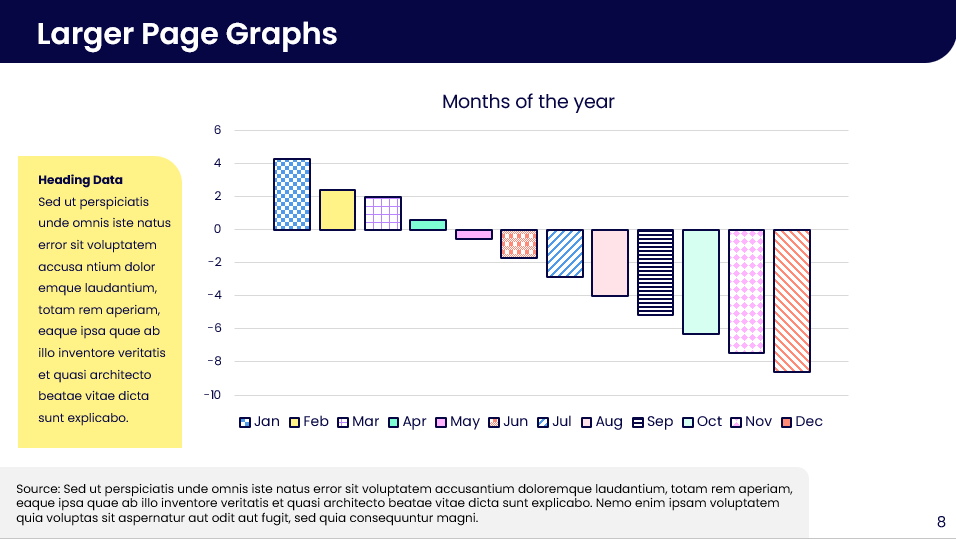 Larger Page Graphs
Months of the year
6
4
2
0
-2
-4
-6
-8
-10
Jan Feb Mar Apr May Jun Jul Aug Sep Oct Nov Dec
Heading Data
Sed ut perspiciatis
unde omnis iste natus
error sit voluptatem
accusa ntium dolor
emque laudantium,
totam rem aperiam,
eaque ipsa quae ab
illo inventore veritatis
et quasi architecto
beatae vitae dicta
sunt explicabo.
Source: Sed ut perspiciatis unde omnis iste natus error sit voluptatem accusantium doloremque laudantium, totam rem aperiam,
eaque ipsa quae ab illo inventore veritatis et quasi architecto beatae vitae dicta sunt explicabo. Nemo enim ipsam voluptatem
quia voluptas sit aspernatur aut odit aut fugit, sed quia consequuntur magni.
8